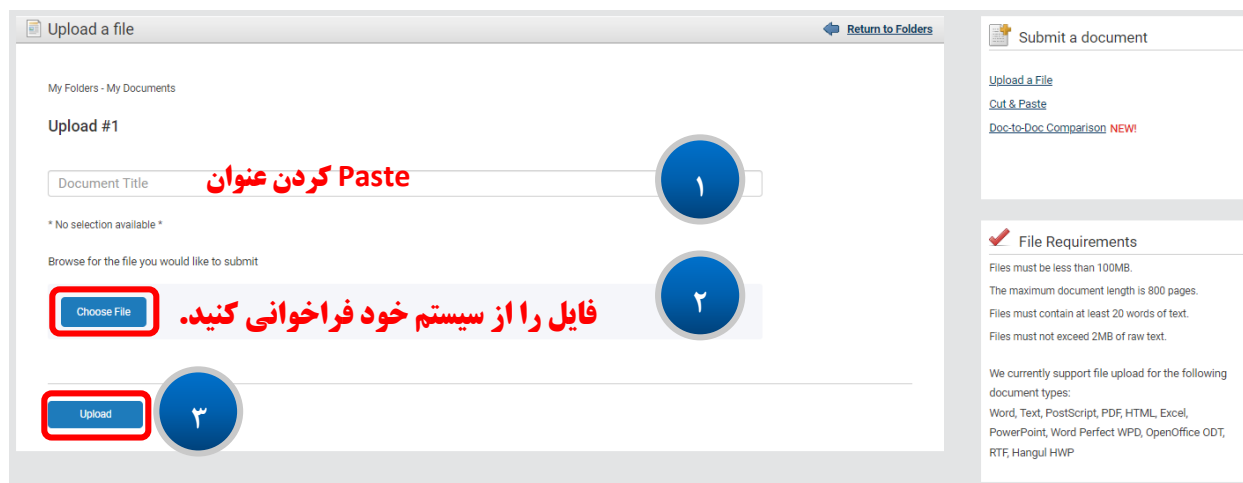 Upload a file
Return to Folders
My Folders - My Documents
Upload #1
Document Title
Paste کردن عنوان
۱
* No selection available *
Browse for the file you would like to submit
Choose File
فایل را از سیستم خود فراخوانی کنید.
۲
Upload
۳
Submit a document
Upload a File
Cut & Paste
Doc-to-Doc Comparison NEW!
File Requirements
Files must be less than 100MB.
The maximum document length is 800 pages.
Files must contain at least 20 words of text.
Files must not exceed 2MB of raw text.
We currently support file upload for the following
document types:
Word, Text, PostScript, PDF, HTML, Excel,
PowerPoint, Word Perfect WPD, OpenOffice ODT,
RTF, Hangul HWP